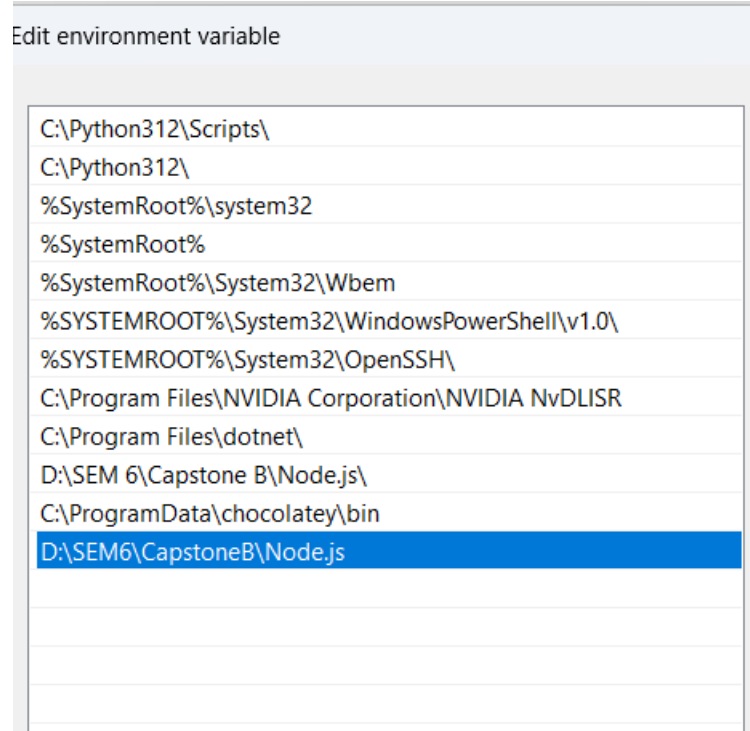 Edit environment variable
C:\Python312\Scripts\
C:\Python312\
%SystemRoot%\system32
%SystemRoot%
%SystemRoot%\System32\Wbem
%SYSTEMROOT%\System32\WindowsPowerShell\v1.0\
%SYSTEMROOT%\System32\OpenSSH\
C:\Program Files\NVIDIA Corporation\NVIDIA NvDLISR
C:\Program Files\dotnet\
D:\SEM 6\Capstone B\Node.js\
C:\ProgramData\chocolatey\bin
D:\SEM6\CapstoneB\Node.js